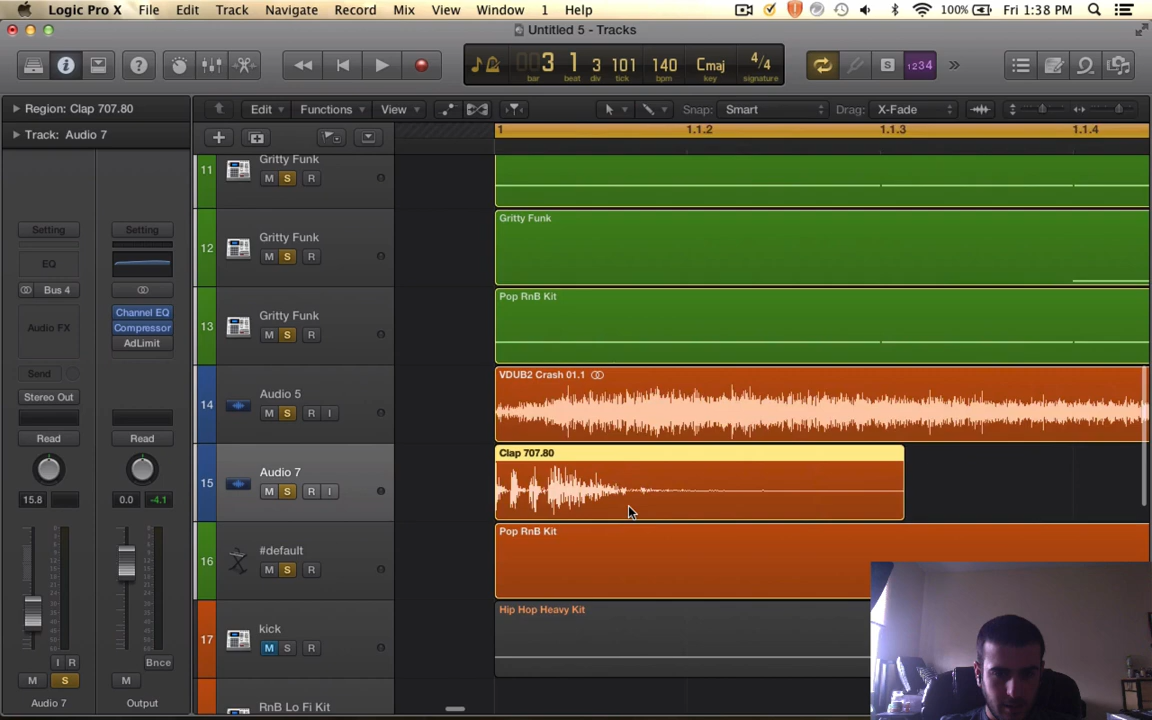 Logic Pro X File Edit Track Navigate Record Mix View Window 1 Help 100% Fri 1:38 PM
Untitled 5 - Tracks
3 1 3 101 140 Cmaj 4/4
bar beat div tick bpm key signature
S 1234
Region: Clap 707.80
Edit Functions View Snap: Smart Drag: X-Fade
Track: Audio 7
1 1.1.2 1.1.3 1.1.4
11 Gritty Funk
M S R
12 Gritty Funk
M S R
Gritty Funk
13 Gritty Funk
M S R
Pop RnB Kit
14 Audio 5
M S R I
VDUB2 Crash 01.1
15 Audio 7
M S R I
Clap 707.80
16 #default
M S R
Pop RnB Kit
17 kick
M S R
Hip Hop Heavy Kit
RnB Lo Fi Kit
Setting Setting
EQ
Bus 4
Audio FX
Channel EQ
Compressor
AdLimit
Send
Stereo Out
Read Read
15.8 0.0 -4.1
I R Bnce
M S M
Audio 7 Output